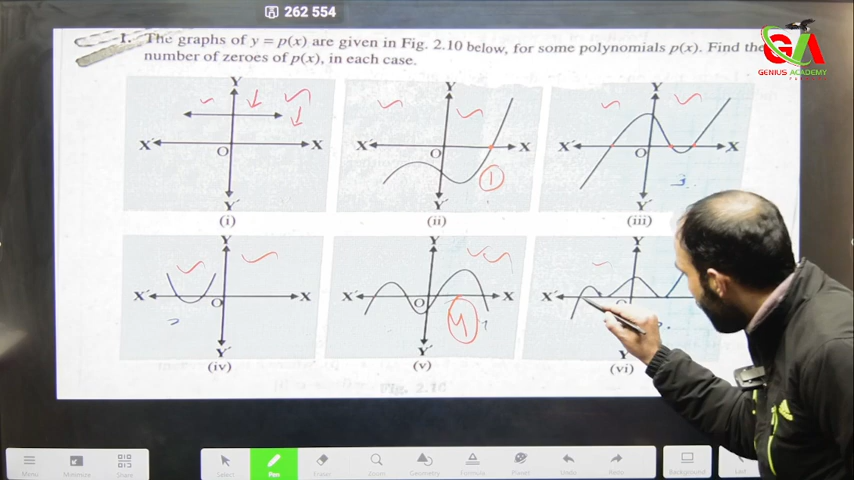 262 554
1. The graphs of y = p(x) are given in Fig. 2.10 below, for some polynomials p(x). Find the
number of zeroes of p(x), in each case.
GA
GENIUS ACADEMY
Y Y Y
X′ O X X′ O X X′ O X
1 3
Y′ Y′ Y′
(i) (ii) (iii)
Y Y Y
X′ O X X′ O X X′ O
4
Y′ Y′ Y
(iv) (v) (vi)
Fig. 2.10
Menu Minimize Share Select Pen Eraser Zoom Geometry Formula Planet Undo Redo Background